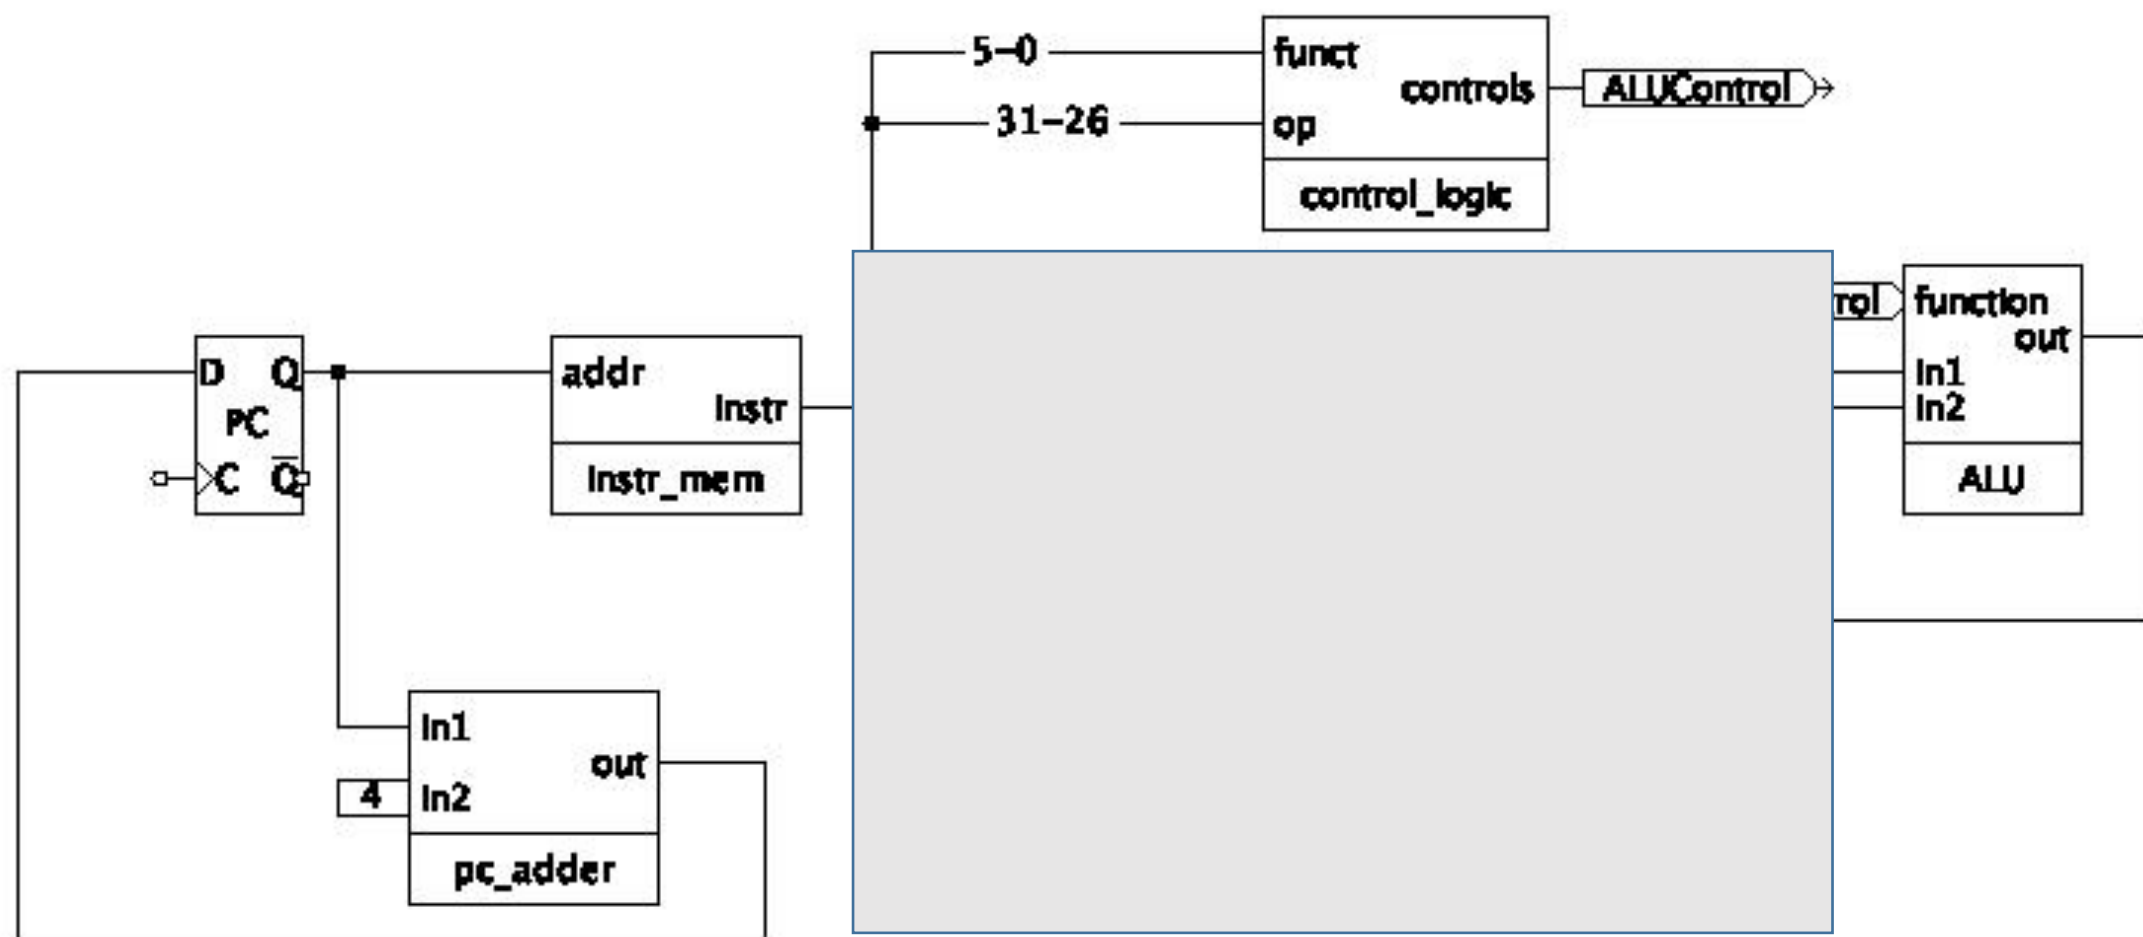 5-0
funct
controls
ALUControl
31-26
op
control_logic
rol
function
out
In1
In2
ALU
D Q
PC
C Q
addr
Instr
Instr_mem
In1
out
4
In2
pc_adder